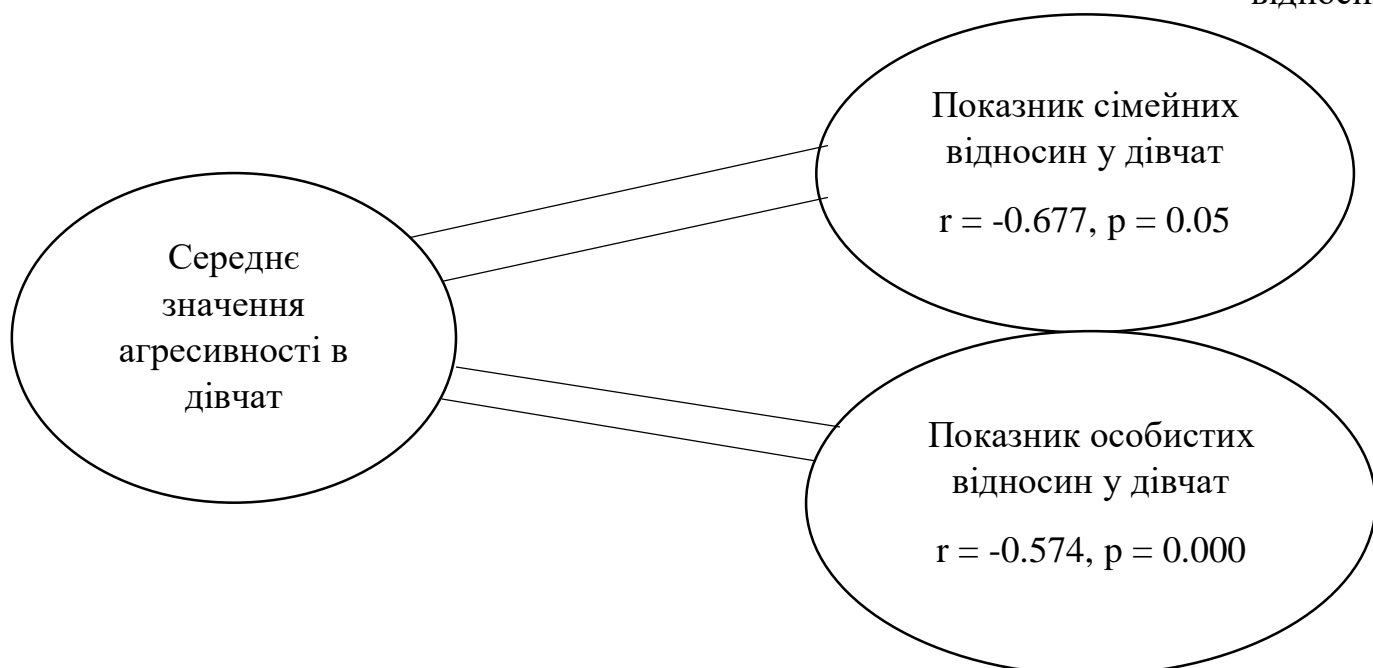 Показник сімейних
відносин у дівчат
r = -0.677, p = 0.05
Середнє
значення
агресивності в
дівчат
Показник особистих
відносин у дівчат
r = -0.574, p = 0.000